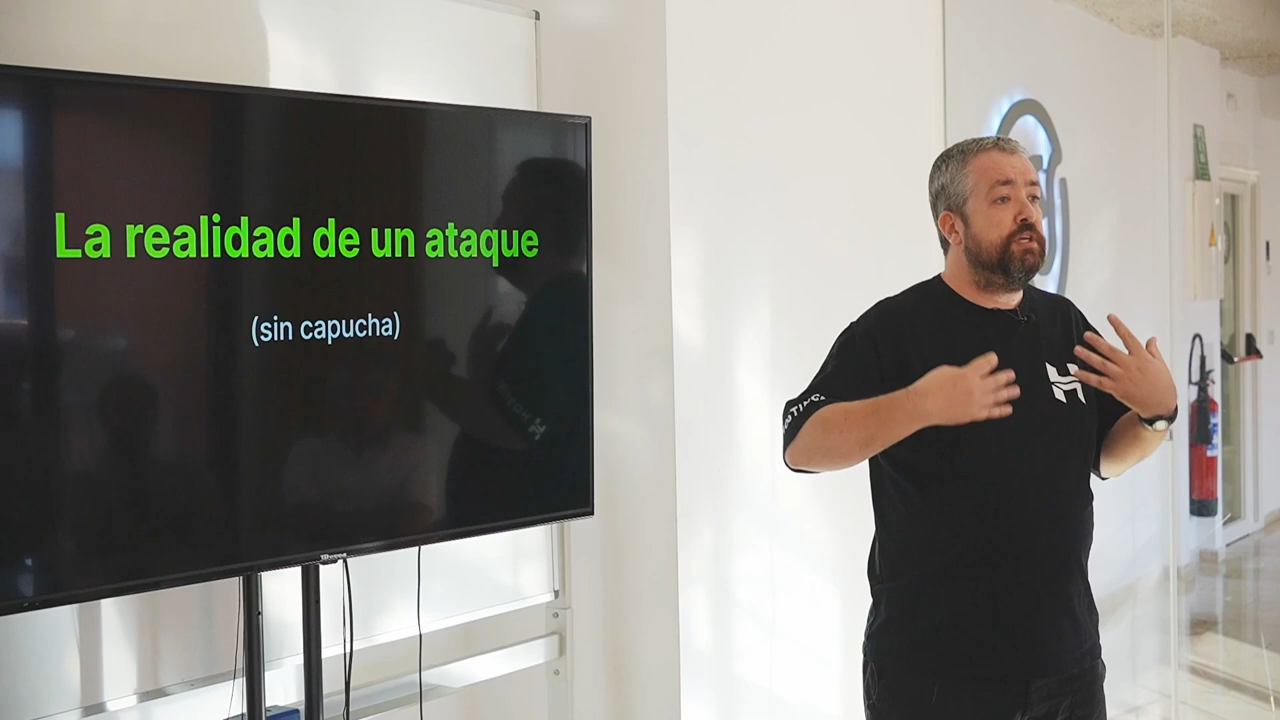 La realidad de un ataque
(sin capucha)
H